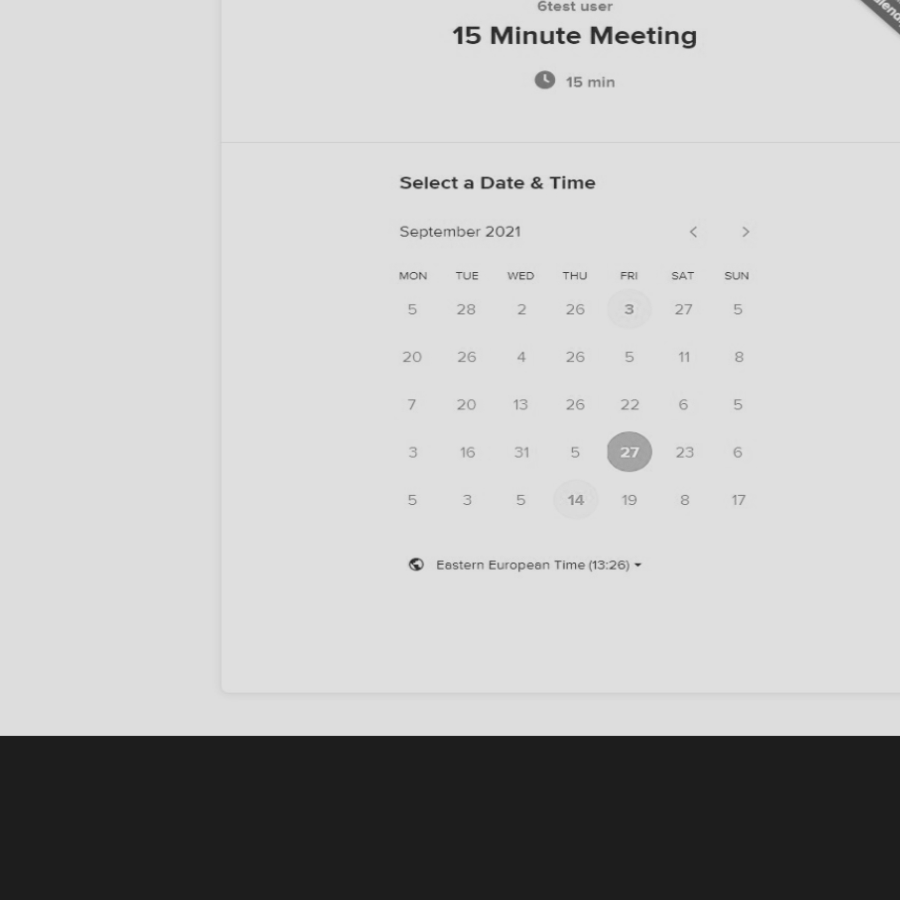 6test user
15 Minute Meeting
15 min
Select a Date & Time
September 2021
MON TUE WED THU FRI SAT SUN
5 28 2 26 3 27 5
20 26 4 26 5 11 8
7 20 13 26 22 6 5
3 16 31 5 27 23 6
5 3 5 14 19 8 17
Eastern European Time (13:26)